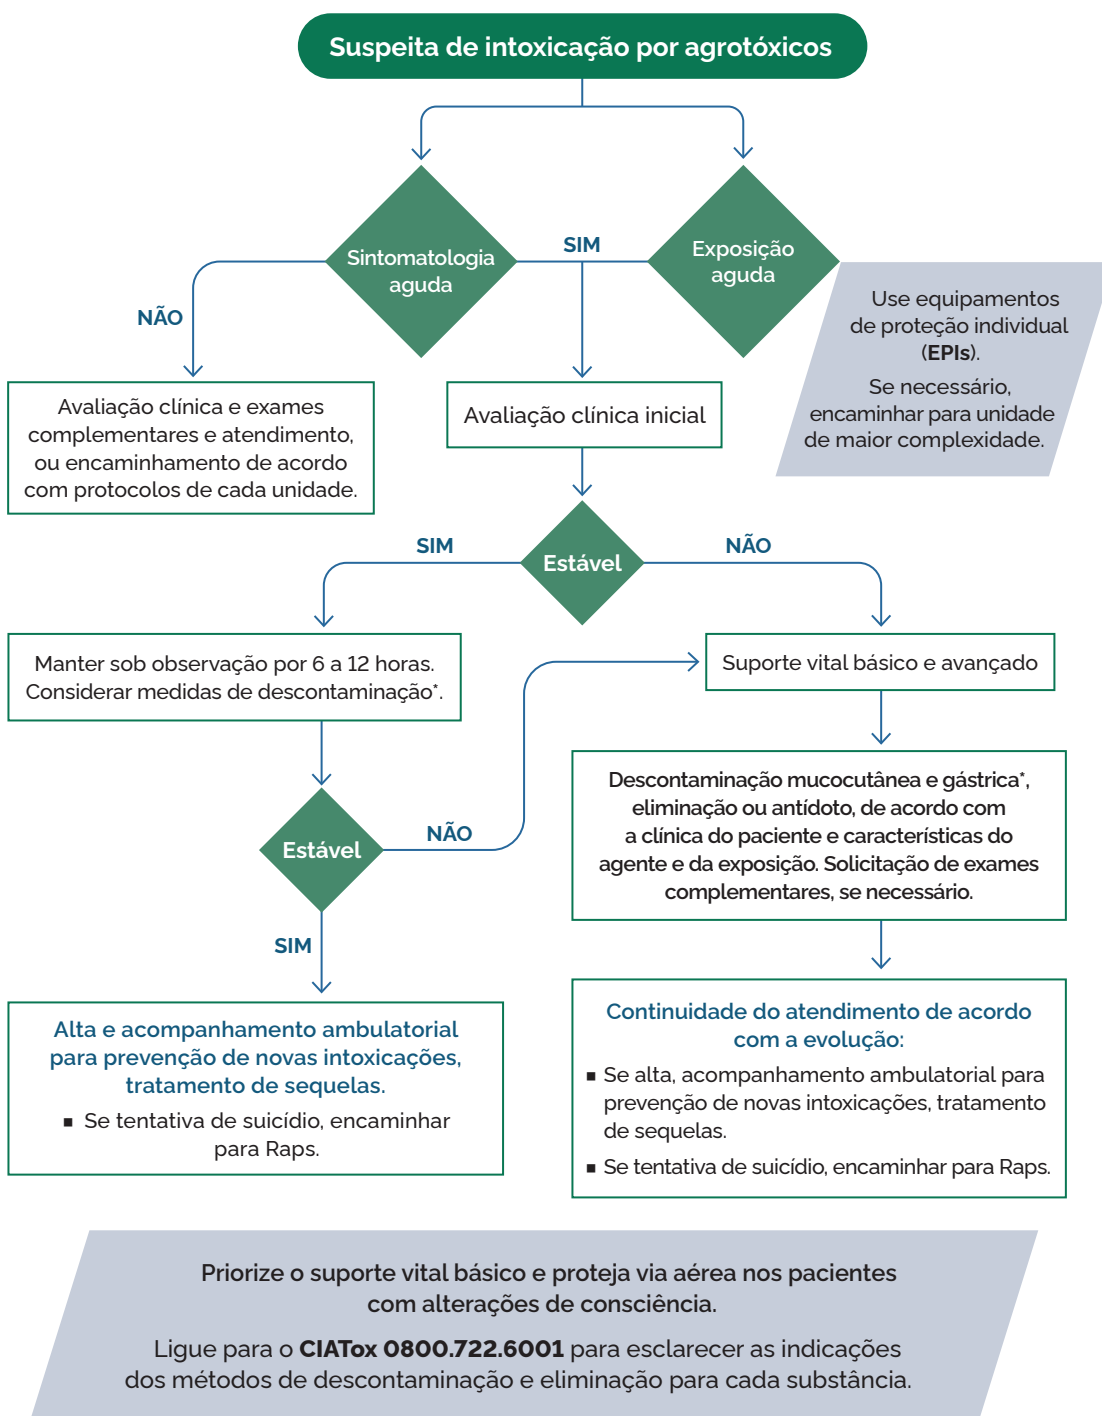 Suspeita de intoxicação por agrotóxicos
Sintomatologia
aguda
SIM
Exposição
aguda
NÃO
Use equipamentos
de proteção individual
(EPIs).
Se necessário,
encaminhar para unidade
de maior complexidade.
Avaliação clínica e exames
complementares e atendimento,
ou encaminhamento de acordo
com protocolos de cada unidade.
Avaliação clínica inicial
SIM
Estável
NÃO
Manter sob observação por 6 a 12 horas.
Considerar medidas de descontaminação*.
Suporte vital básico e avançado
Descontaminação mucocutânea e gástrica*,
eliminação ou antídoto, de acordo com
a clínica do paciente e características do
agente e da exposição. Solicitação de exames
complementares, se necessário.
Estável
NÃO
SIM
Alta e acompanhamento ambulatorial
para prevenção de novas intoxicações,
tratamento de sequelas.
▪ Se tentativa de suicídio, encaminhar
para Raps.
Continuidade do atendimento de acordo
com a evolução:
▪ Se alta, acompanhamento ambulatorial para
prevenção de novas intoxicações, tratamento
de sequelas.
▪ Se tentativa de suicídio, encaminhar para Raps.
Priorize o suporte vital básico e proteja via aérea nos pacientes
com alterações de consciência.
Ligue para o CIATox 0800.722.6001 para esclarecer as indicações
dos métodos de descontaminação e eliminação para cada substância.